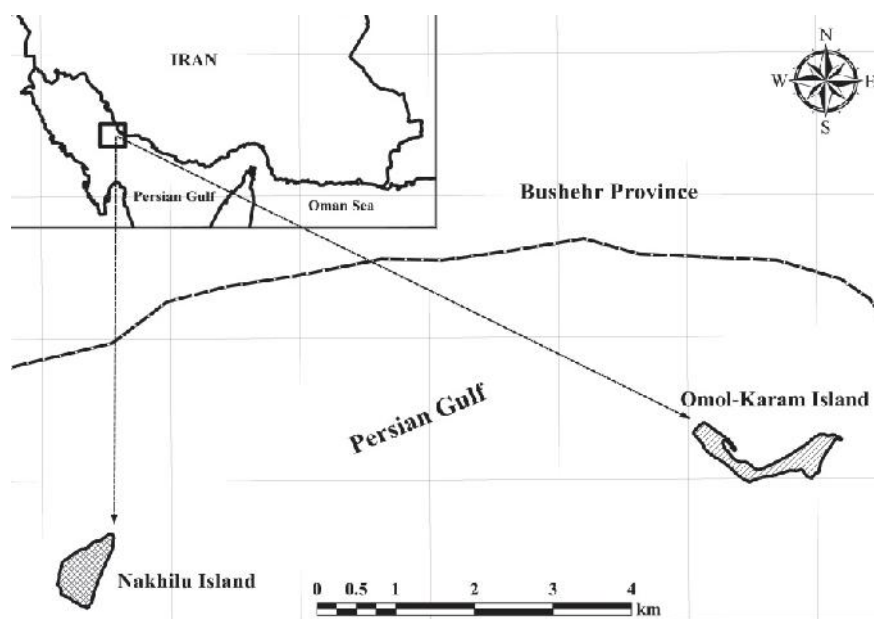 IRAN
Persian Gulf
Oman Sea
N
W
H
S
Bushehr Province
Persian Gulf
Omol-Karam Island
Nakhilu Island
0 0.5 1 2 3 4
km